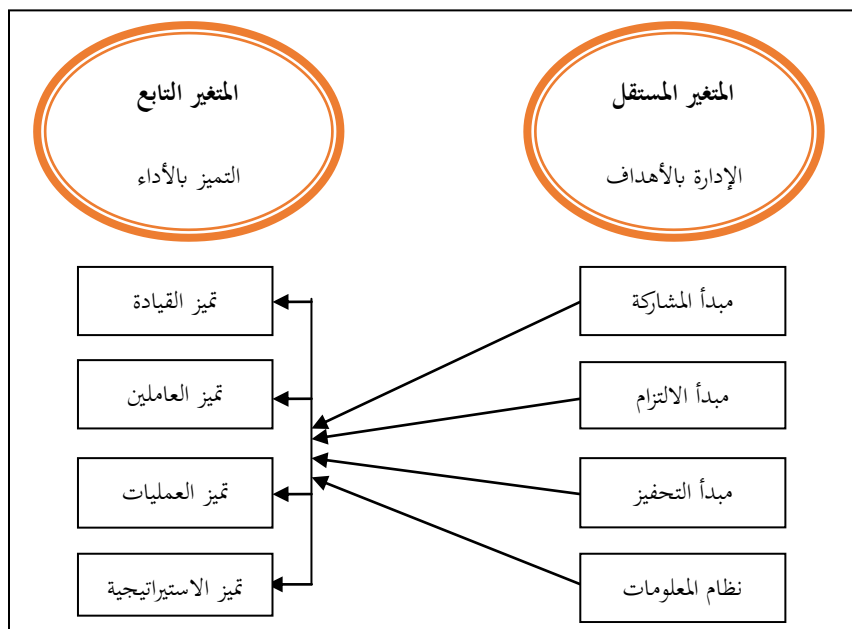 المتغير المستقل
الإدارة بالأهداف
المتغير التابع
التميز بالأداء
مبدأ المشاركة
تميز القيادة
مبدأ الالتزام
تميز العاملين
مبدأ التحفيز
تميز العمليات
نظام المعلومات
تميز الاستيراتيجية